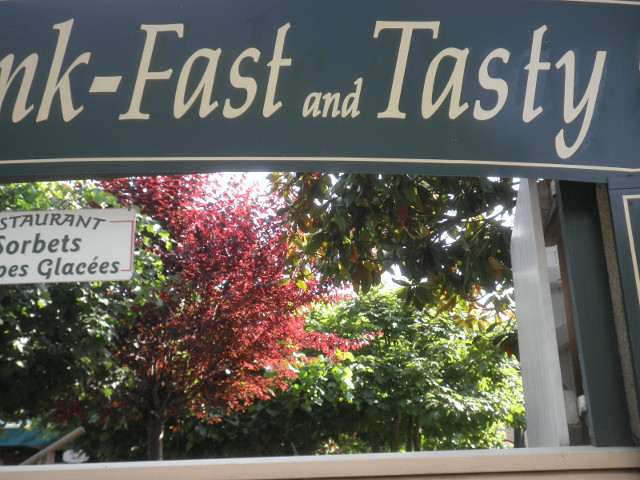 nk-Fast and Tasty
STAURANT
Sorbets
pes Glacées